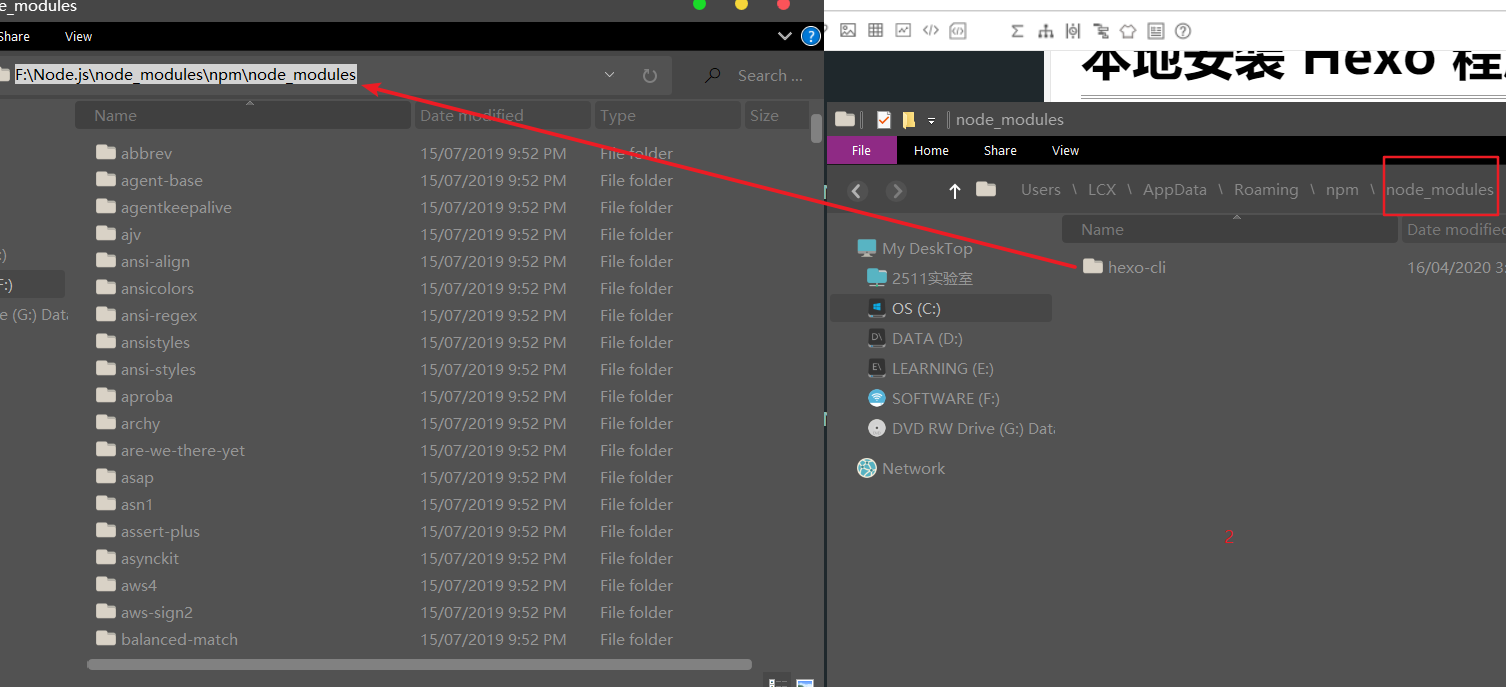 e_modules
Share View
F:\Node.js\node_modules\npm\node_modules Search ...
Name Date modified Type Size
abbrev 15/07/2019 9:52 PM File folder
agent-base 15/07/2019 9:52 PM File folder
agentkeepalive 15/07/2019 9:52 PM File folder
ajv 15/07/2019 9:52 PM File folder
ansi-align 15/07/2019 9:52 PM File folder
ansicolors 15/07/2019 9:52 PM File folder
ansi-regex 15/07/2019 9:52 PM File folder
ansistyles 15/07/2019 9:52 PM File folder
ansi-styles 15/07/2019 9:52 PM File folder
aproba 15/07/2019 9:52 PM File folder
archy 15/07/2019 9:52 PM File folder
are-we-there-yet 15/07/2019 9:52 PM File folder
asap 15/07/2019 9:52 PM File folder
asn1 15/07/2019 9:52 PM File folder
assert-plus 15/07/2019 9:52 PM File folder
asynckit 15/07/2019 9:52 PM File folder
aws4 15/07/2019 9:52 PM File folder
aws-sign2 15/07/2019 9:52 PM File folder
balanced-match 15/07/2019 9:52 PM File folder
:)
F:)
e (G:) Data
本地安装 Hexo 程
node_modules
File Home Share View
Users \ LCX \ AppData \ Roaming \ npm \ node_modules
Name Date modified
hexo-cli 16/04/2020 3:
My DeskTop
2511实验室
OS (C:)
DATA (D:)
LEARNING (E:)
SOFTWARE (F:)
DVD RW Drive (G:) Data
Network
2